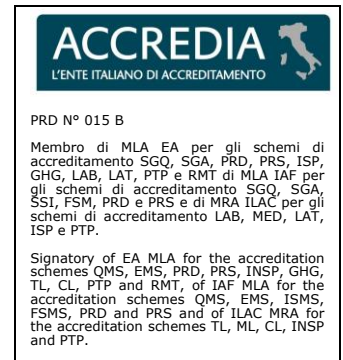 ACCREDIA
L'ENTE ITALIANO DI ACCREDITAMENTO
PRD N° 015 B
Membro di MLA EA per gli schemi di
accreditamento SGQ, SGA, PRD, PRS, ISP,
GHG, LAB, LAT, PTP e RMT di MLA IAF per
gli schemi di accreditamento SGQ, SGA,
SSI, FSM, PRD e PRS e di MRA ILAC per gli
schemi di accreditamento LAB, MED, LAT,
ISP e PTP.
Signatory of EA MLA for the accreditation
schemes QMS, EMS, PRD, PRS, INSP, GHG,
TL, CL, PTP and RMT, of IAF MLA for the
accreditation schemes QMS, EMS, ISMS,
FSMS, PRD and PRS and of ILAC MRA for
the accreditation schemes TL, ML, CL, INSP
and PTP.